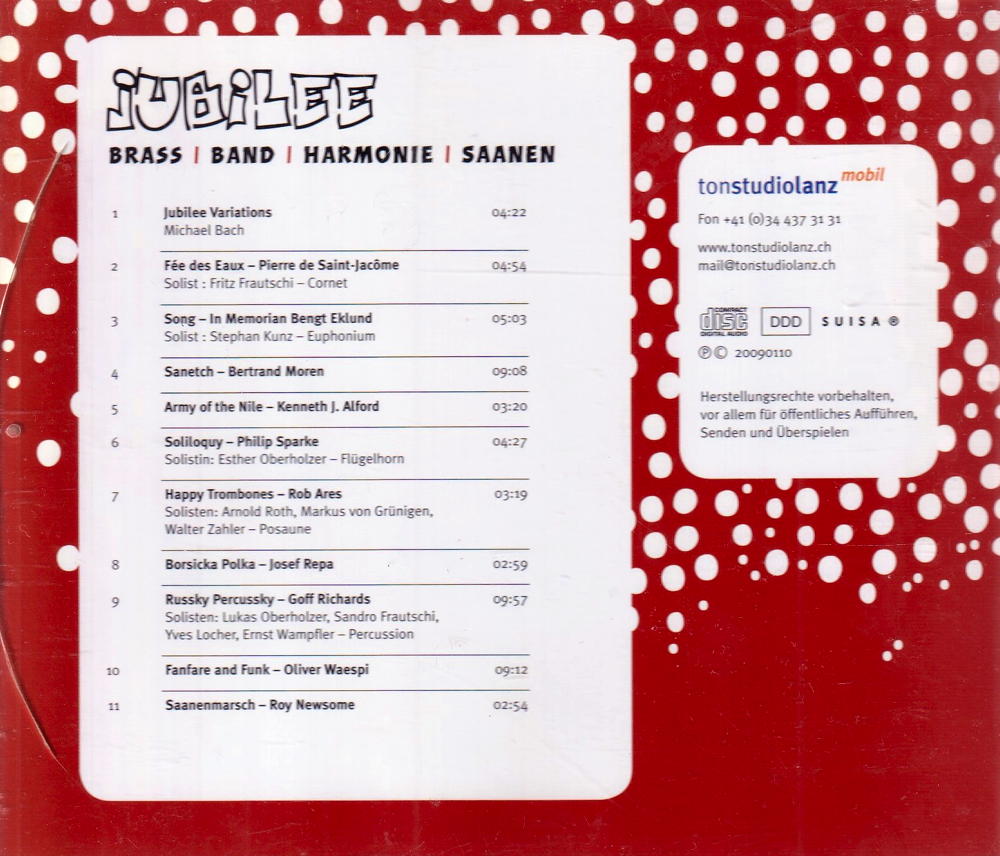 JUBiLEE
BRASS | BAND | HARMONIE | SAANEN
1 Jubilee Variations 04:22
Michael Bach
2 Fée des Eaux – Pierre de Saint-Jacôme 04:54
Solist : Fritz Frautschi – Cornet
3 Song – In Memorian Bengt Eklund 05:03
Solist : Stephan Kunz – Euphonium
4 Sanetch – Bertrand Moren 09:08
5 Army of the Nile – Kenneth J. Alford 03:20
6 Soliloquy – Philip Sparke 04:27
Solistin: Esther Oberholzer – Flügelhorn
7 Happy Trombones – Rob Ares 03:19
Solisten: Arnold Roth, Markus von Grünigen,
Walter Zahler – Posaune
8 Borsicka Polka – Josef Repa 02:59
9 Russky Percussky – Goff Richards 09:57
Solisten: Lukas Oberholzer, Sandro Frautschi,
Yves Locher, Ernst Wampfler – Percussion
10 Fanfare and Funk – Oliver Waespi 09:12
11 Saanenmarsch – Roy Newsome 02:54
tonstudiolanz mobil
Fon +41 (0)34 437 31 31
www.tonstudiolanz.ch
mail@tonstudiolanz.ch
COMPACT disc DIGITAL AUDIO DDD SUISA ®
℗ © 20090110
Herstellungsrechte vorbehalten,
vor allem für öffentliches Aufführen,
Senden und Überspielen